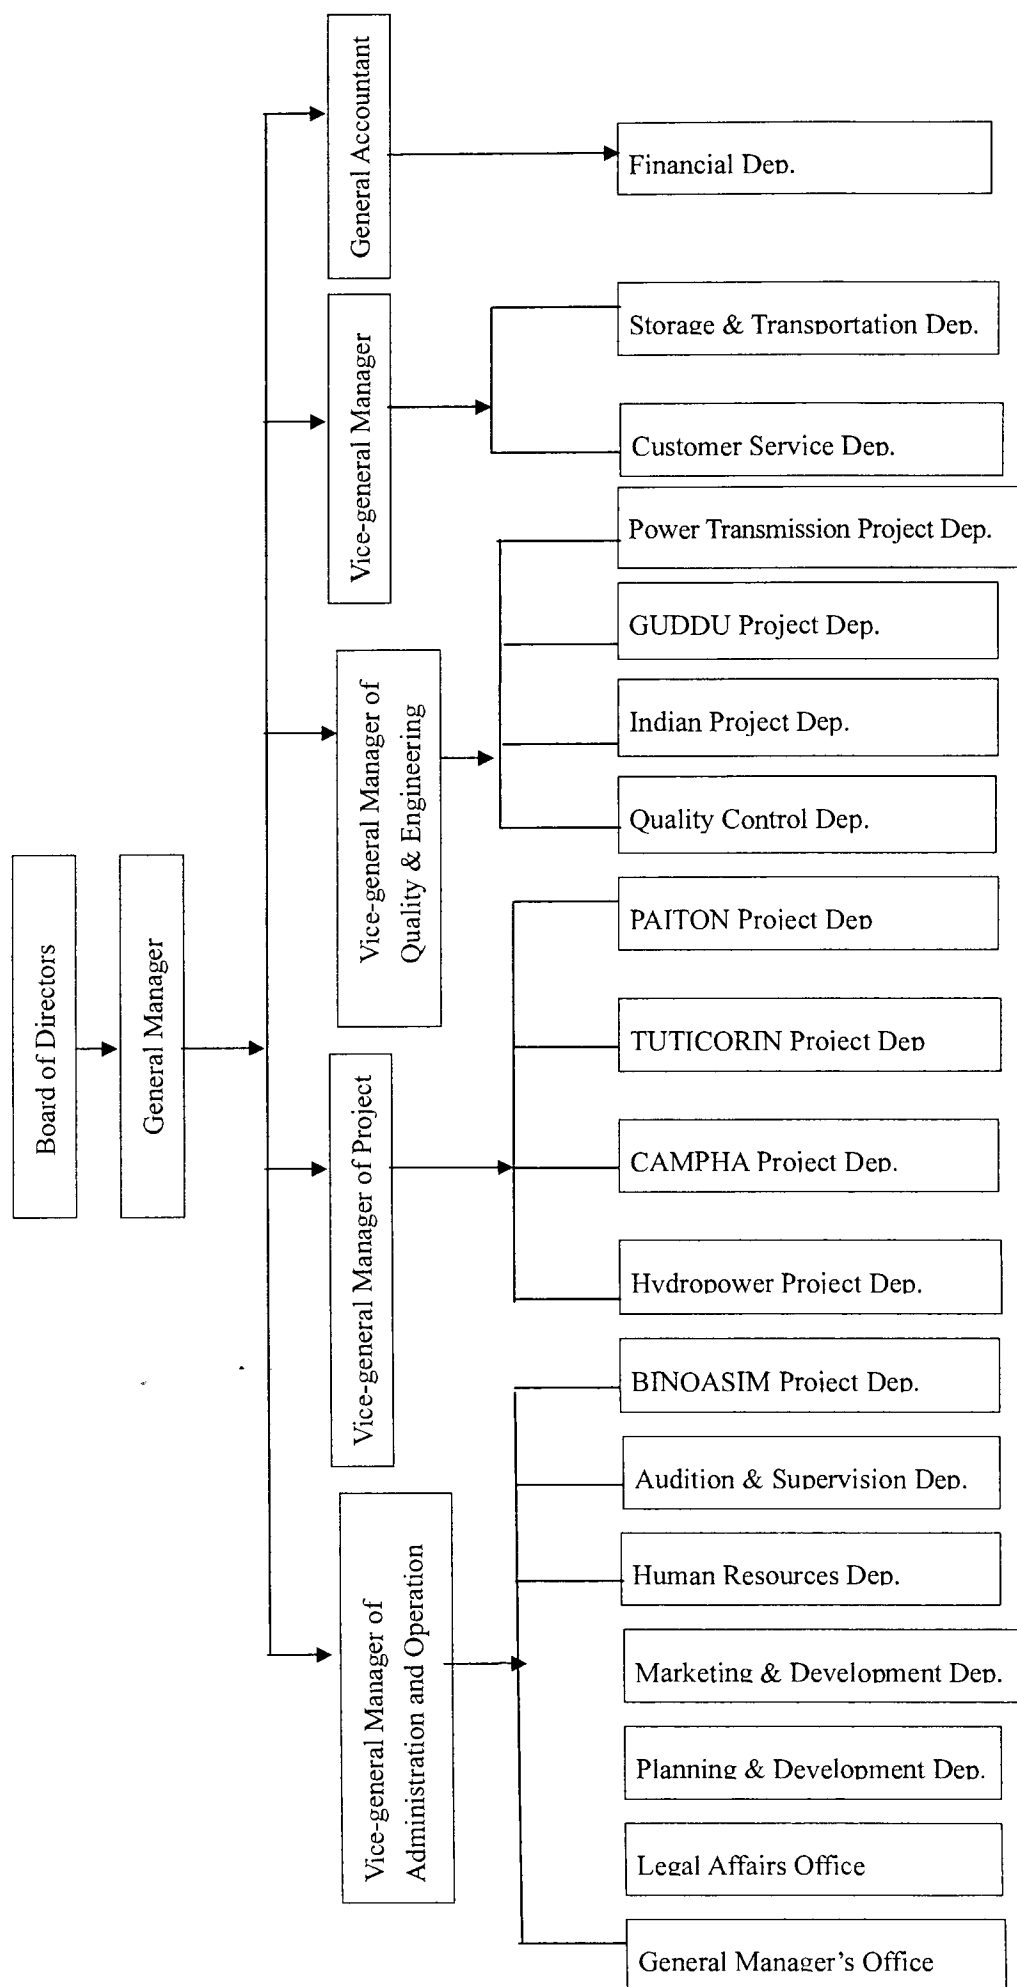 Board of Directors
General Manager
General Accountant
Vice-general Manager
Vice-general Manager of
Quality & Engineering
Vice-general Manager of Project
Vice-general Manager of
Administration and Operation
Financial Dep.
Storage & Transportation Dep.
Customer Service Dep.
Power Transmission Project Dep.
GUDDU Project Dep.
Indian Project Dep.
Quality Control Dep.
PAITON Project Dep
TUTICORIN Project Dep
CAMPHA Project Dep.
Hydropower Project Dep.
BINOASIM Project Dep.
Audition & Supervision Dep.
Human Resources Dep.
Marketing & Development Dep.
Planning & Development Dep.
Legal Affairs Office
General Manager's Office